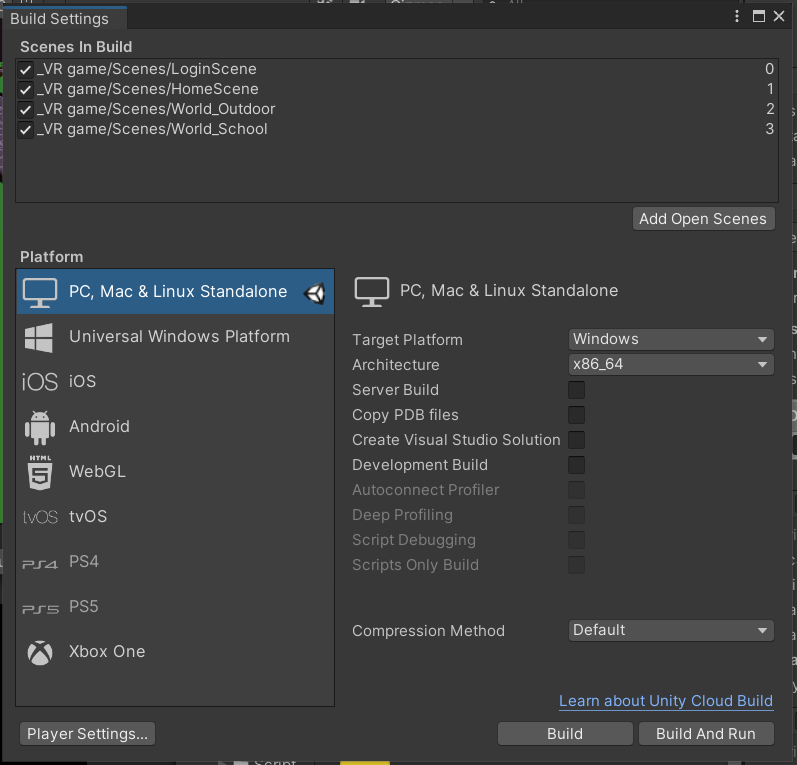 Build Settings
Scenes In Build
_VR game/Scenes/LoginScene 0
_VR game/Scenes/HomeScene 1
_VR game/Scenes/World_Outdoor 2
_VR game/Scenes/World_School 3
Add Open Scenes
Platform
PC, Mac & Linux Standalone
Universal Windows Platform
iOS iOS
Android
HTML 5 WebGL
tvOS tvOS
PS4 PS4
PS5 PS5
Xbox One
PC, Mac & Linux Standalone
Target Platform Windows
Architecture x86_64
Server Build
Copy PDB files
Create Visual Studio Solution
Development Build
Autoconnect Profiler
Deep Profiling
Script Debugging
Scripts Only Build
Compression Method Default
Learn about Unity Cloud Build
Player Settings... Build Build And Run